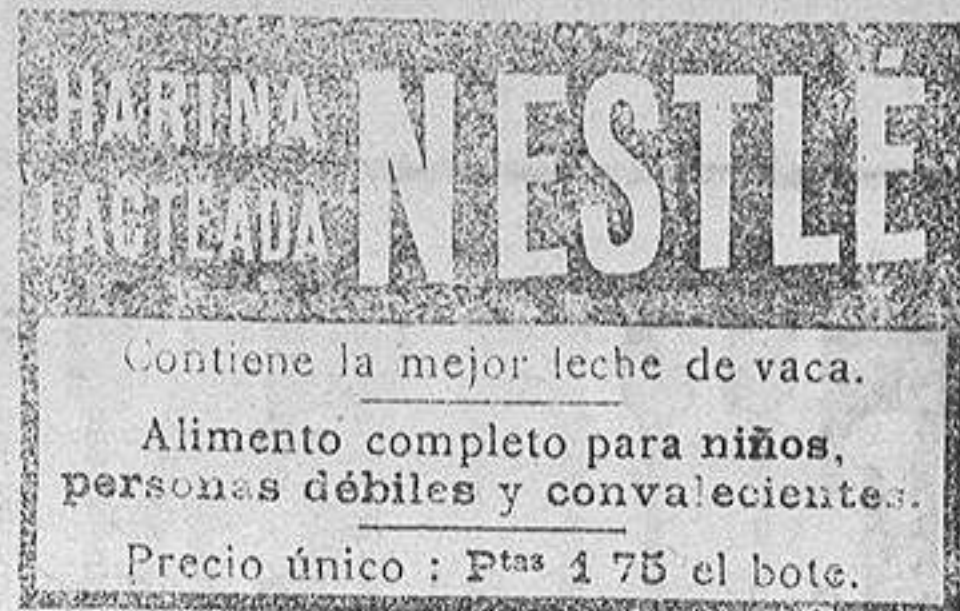 HARINA
LACTEADA
NESTLÉ
Contiene la mejor leche de vaca.
Alimento completo para niños,
personas débiles y convalecientes.
Precio único : Ptas 1 75 el bote.